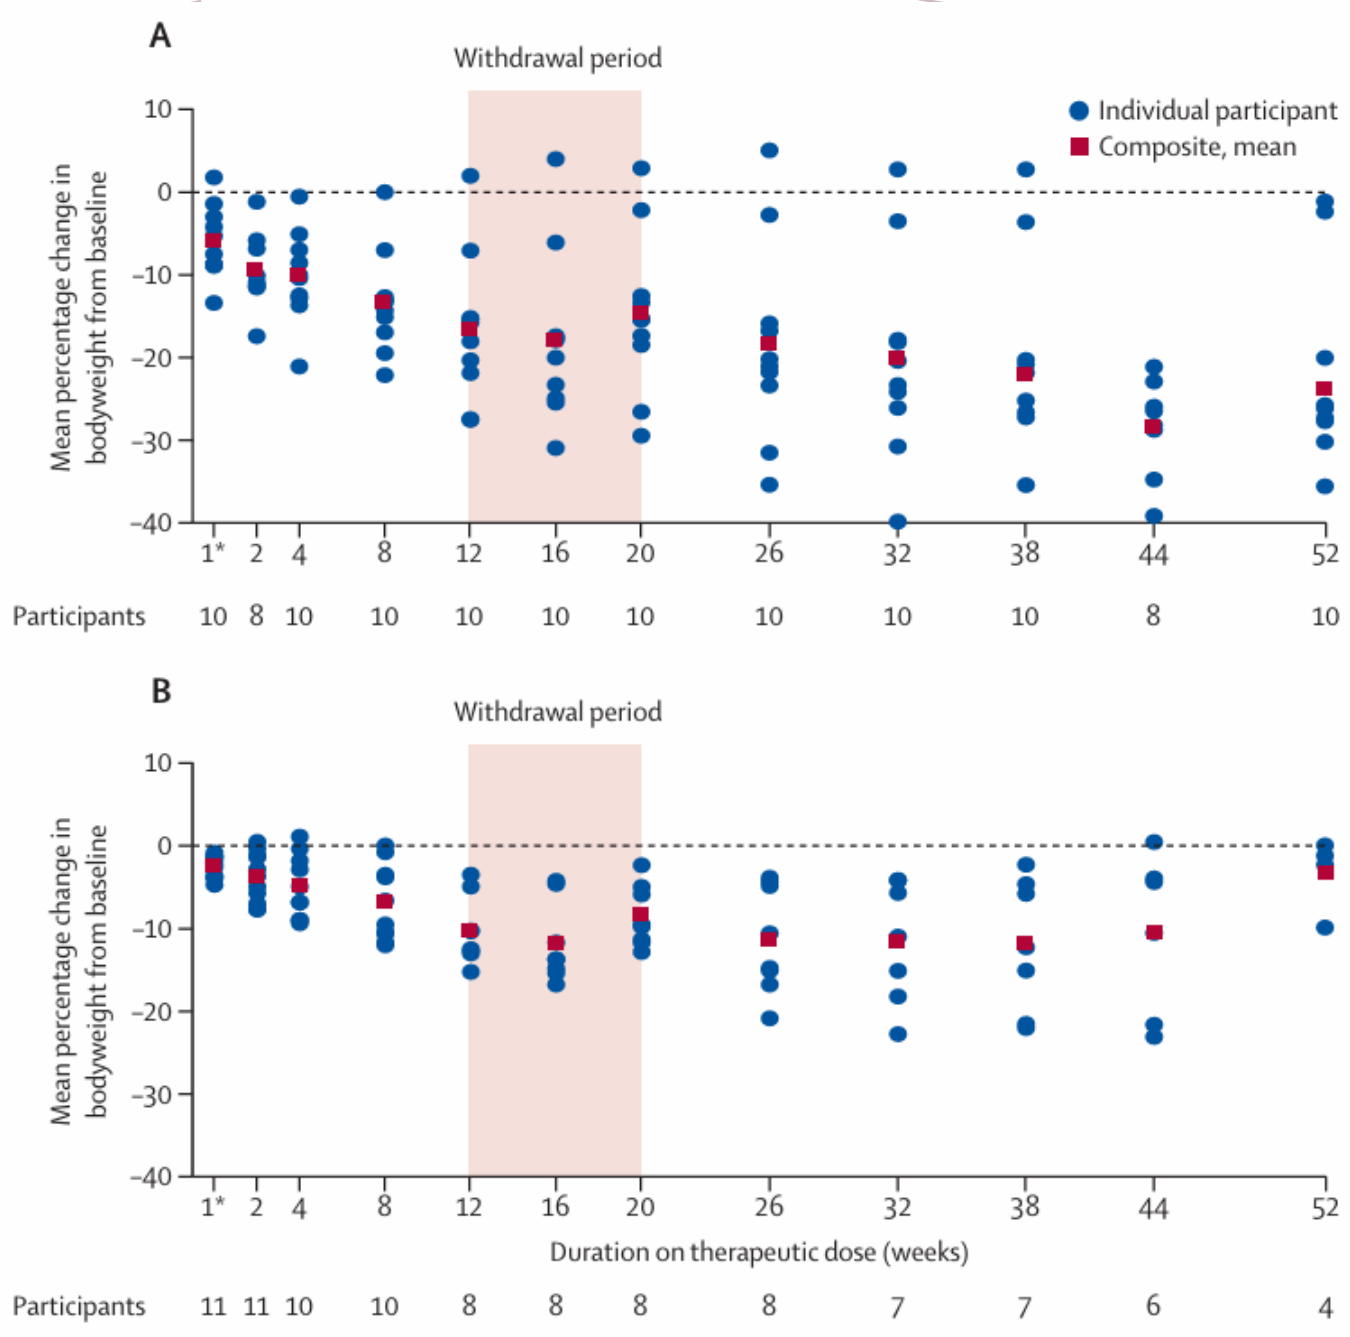 A
Withdrawal period
Individual participant
Composite, mean
Mean percentage change in
bodyweight from baseline
10
0
–10
–20
–30
–40
1* 2 4 8 12 16 20 26 32 38 44 52
Participants 10 8 10 10 10 10 10 10 10 10 8 10
B
Withdrawal period
Mean percentage change in
bodyweight from baseline
10
0
–10
–20
–30
–40
1* 2 4 8 12 16 20 26 32 38 44 52
Duration on therapeutic dose (weeks)
Participants 11 11 10 10 8 8 8 8 7 7 6 4